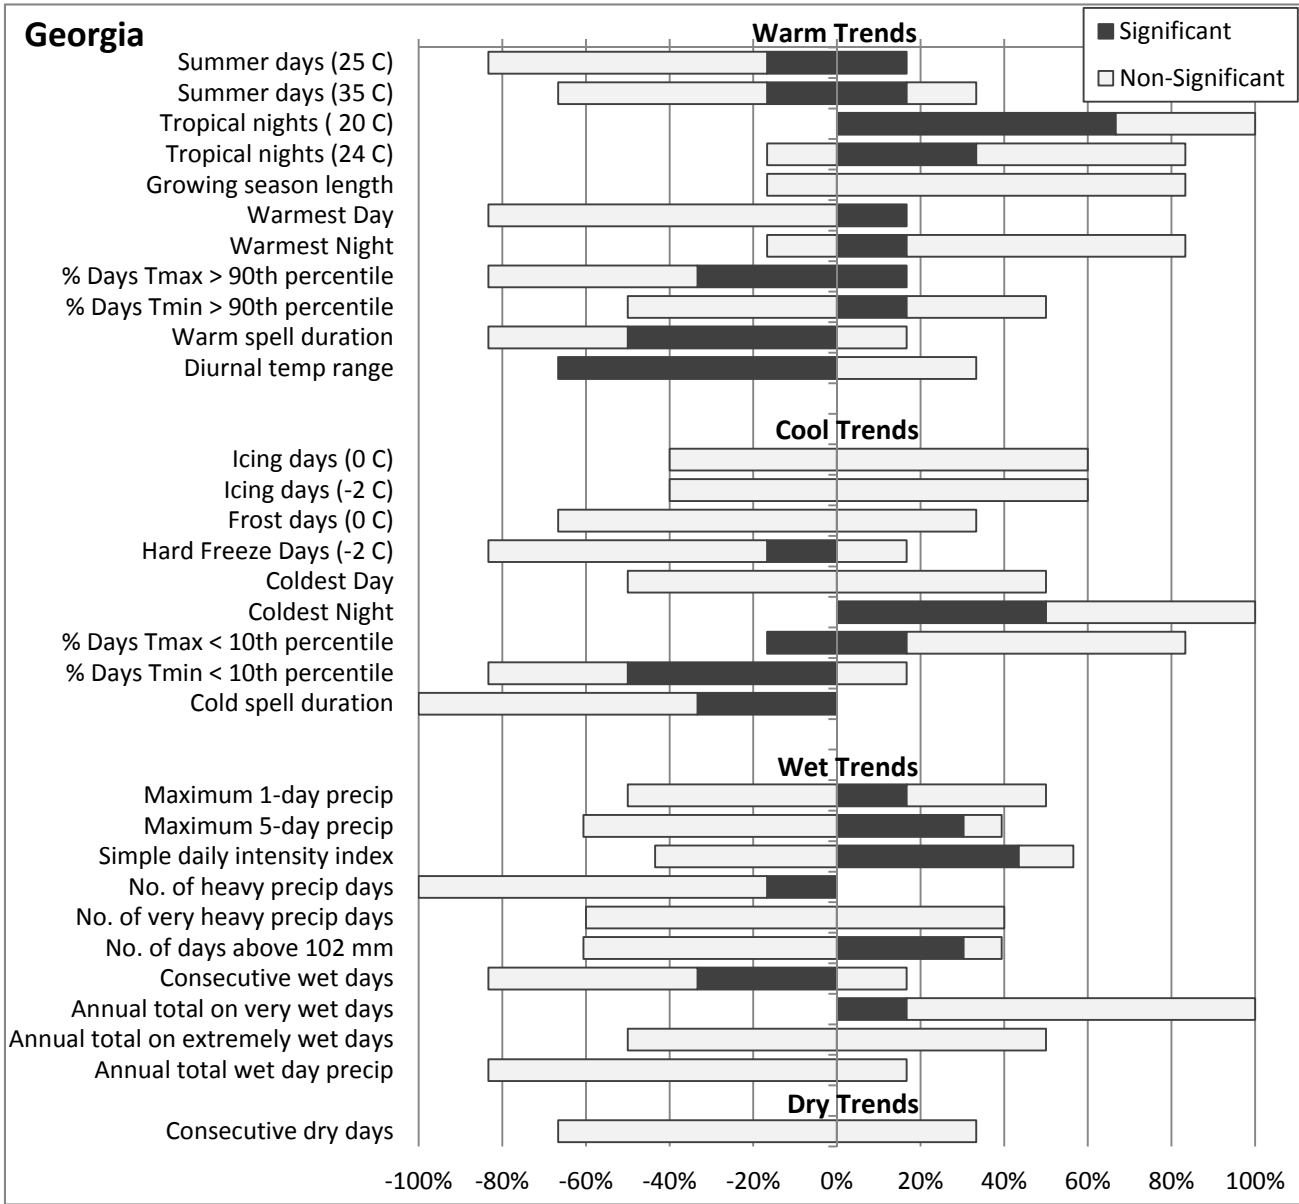 Georgia
Significant
Non-Significant
Warm Trends
Summer days (25 C)
Summer days (35 C)
Tropical nights ( 20 C)
Tropical nights (24 C)
Growing season length
Warmest Day
Warmest Night
% Days Tmax > 90th percentile
% Days Tmin > 90th percentile
Warm spell duration
Diurnal temp range
Cool Trends
Icing days (0 C)
Icing days (-2 C)
Frost days (0 C)
Hard Freeze Days (-2 C)
Coldest Day
Coldest Night
% Days Tmax < 10th percentile
% Days Tmin < 10th percentile
Cold spell duration
Wet Trends
Maximum 1-day precip
Maximum 5-day precip
Simple daily intensity index
No. of heavy precip days
No. of very heavy precip days
No. of days above 102 mm
Consecutive wet days
Annual total on very wet days
Annual total on extremely wet days
Annual total wet day precip
Dry Trends
Consecutive dry days
-100% -80% -60% -40% -20% 0% 20% 40% 60% 80% 100%